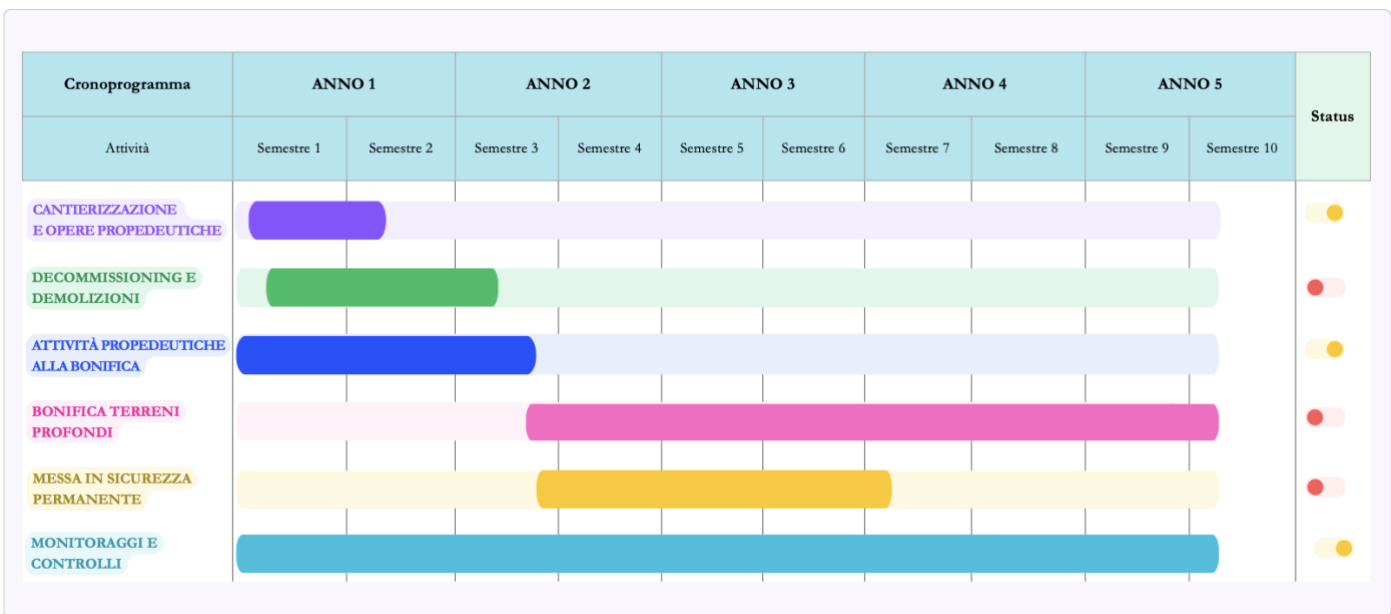 Cronoprogramma
ANNO 1
ANNO 2
ANNO 3
ANNO 4
ANNO 5
Status
Attività
Semestre 1
Semestre 2
Semestre 3
Semestre 4
Semestre 5
Semestre 6
Semestre 7
Semestre 8
Semestre 9
Semestre 10
CANTIERIZZAZIONE
E OPERE PROPEDEUTICHE
DECOMMISSIONING E
DEMOLIZIONI
ATTIVITÀ PROPEDEUTICHE
ALLA BONIFICA
BONIFICA TERRENI
PROFONDI
MESSA IN SICUREZZA
PERMANENTE
MONITORAGGI E
CONTROLLI